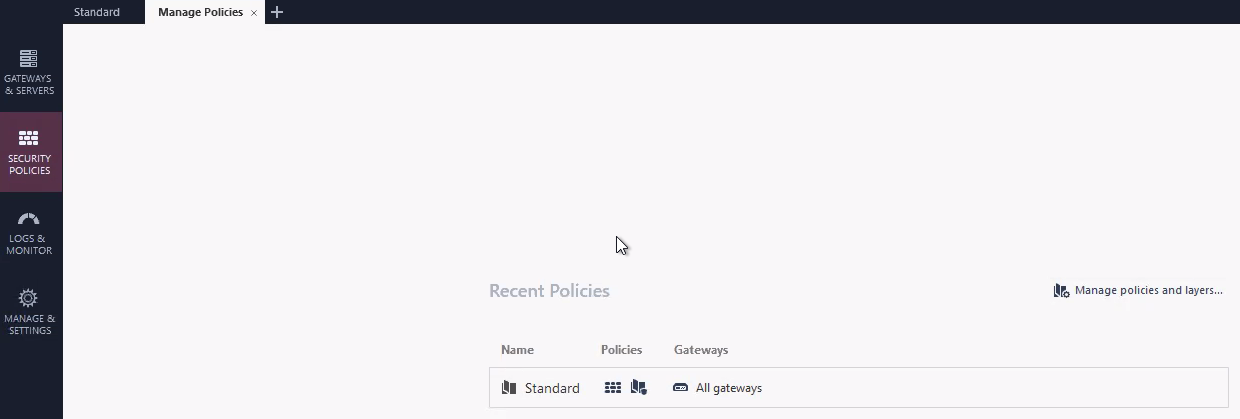 Standard
Manage Policies
GATEWAYS
& SERVERS
SECURITY
POLICIES
LOGS &
MONITOR
MANAGE &
SETTINGS
Recent Policies
Manage policies and layers...
Name Policies Gateways
Standard All gateways